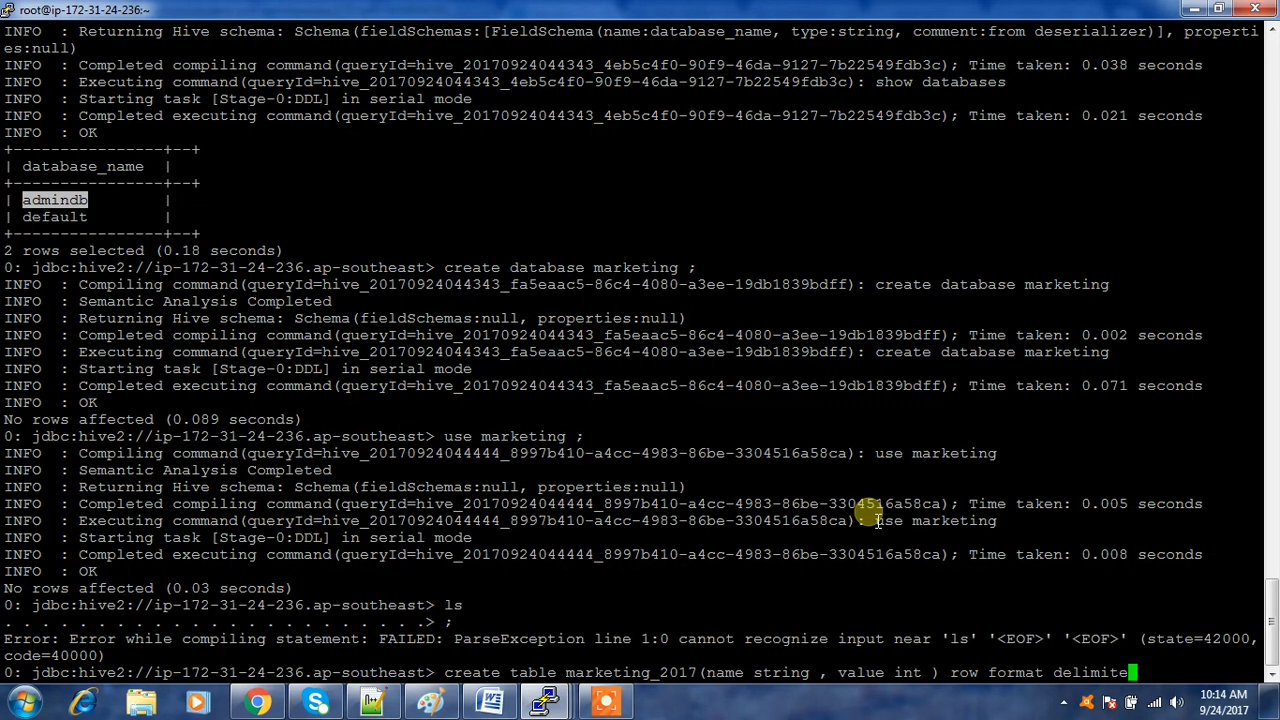 root@ip-172-31-24-236:~
INFO  : Returning Hive schema: Schema(fieldSchemas:[FieldSchema(name:database_name, type:string, comment:from deserializer)], properti
es:null)
INFO  : Completed compiling command(queryId=hive_20170924044343_4eb5c4f0-90f9-46da-9127-7b22549fdb3c); Time taken: 0.038 seconds
INFO  : Executing command(queryId=hive_20170924044343_4eb5c4f0-90f9-46da-9127-7b22549fdb3c): show databases
INFO  : Starting task [Stage-0:DDL] in serial mode
INFO  : Completed executing command(queryId=hive_20170924044343_4eb5c4f0-90f9-46da-9127-7b22549fdb3c); Time taken: 0.021 seconds
INFO  : OK
+----------------+--+
| database_name  |
+----------------+--+
| admindb        |
| default        |
+----------------+--+
2 rows selected (0.18 seconds)
0: jdbc:hive2://ip-172-31-24-236.ap-southeast> create database marketing ;
INFO  : Compiling command(queryId=hive_20170924044343_fa5eaac5-86c4-4080-a3ee-19db1839bdff): create database marketing
INFO  : Semantic Analysis Completed
INFO  : Returning Hive schema: Schema(fieldSchemas:null, properties:null)
INFO  : Completed compiling command(queryId=hive_20170924044343_fa5eaac5-86c4-4080-a3ee-19db1839bdff); Time taken: 0.002 seconds
INFO  : Executing command(queryId=hive_20170924044343_fa5eaac5-86c4-4080-a3ee-19db1839bdff): create database marketing
INFO  : Starting task [Stage-0:DDL] in serial mode
INFO  : Completed executing command(queryId=hive_20170924044343_fa5eaac5-86c4-4080-a3ee-19db1839bdff); Time taken: 0.071 seconds
INFO  : OK
No rows affected (0.089 seconds)
0: jdbc:hive2://ip-172-31-24-236.ap-southeast> use marketing ;
INFO  : Compiling command(queryId=hive_20170924044444_8997b410-a4cc-4983-86be-3304516a58ca): use marketing
INFO  : Semantic Analysis Completed
INFO  : Returning Hive schema: Schema(fieldSchemas:null, properties:null)
INFO  : Completed compiling command(queryId=hive_20170924044444_8997b410-a4cc-4983-86be-3304516a58ca); Time taken: 0.005 seconds
INFO  : Executing command(queryId=hive_20170924044444_8997b410-a4cc-4983-86be-3304516a58ca): use marketing
INFO  : Starting task [Stage-0:DDL] in serial mode
INFO  : Completed executing command(queryId=hive_20170924044444_8997b410-a4cc-4983-86be-3304516a58ca); Time taken: 0.008 seconds
INFO  : OK
No rows affected (0.03 seconds)
0: jdbc:hive2://ip-172-31-24-236.ap-southeast> ls
. . . . . . . . . . . . . . . . . . . . . . .> ;
Error: Error while compiling statement: FAILED: ParseException line 1:0 cannot recognize input near 'ls' '<EOF>' '<EOF>' (state=42000,
code=40000)
0: jdbc:hive2://ip-172-31-24-236.ap-southeast> create table marketing_2017(name string , value int ) row format delimite
10:14 AM
9/24/2017